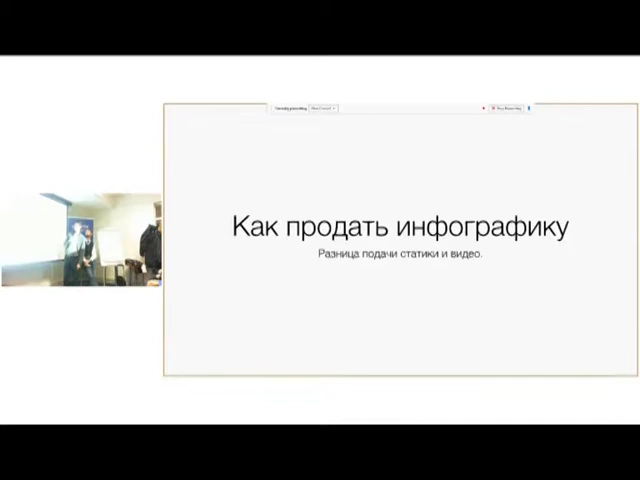 Как продать инфографику
Разница подачи статики и видео.